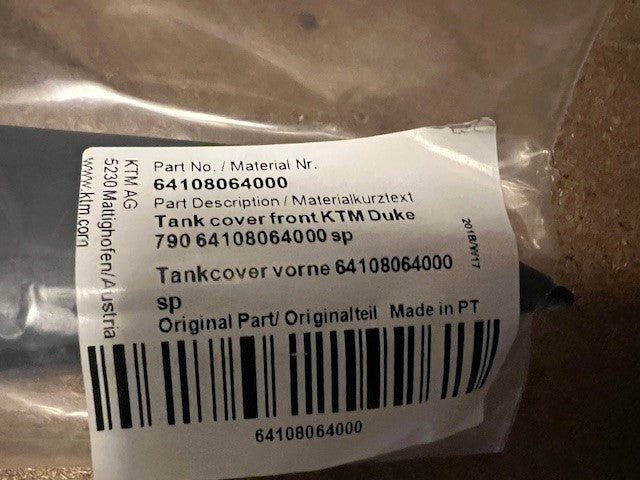 Part No. / Material Nr.
64108064000
Part Description / Materialkurztext
Tank cover front KTM Duke
790 64108064000 sp
Tankcover vorne 64108064000
sp
Original Part/ Originalteil Made in PT
64108064000
KTM AG
5230 Mattighofen/Austria
www.ktm.com
2018/W17